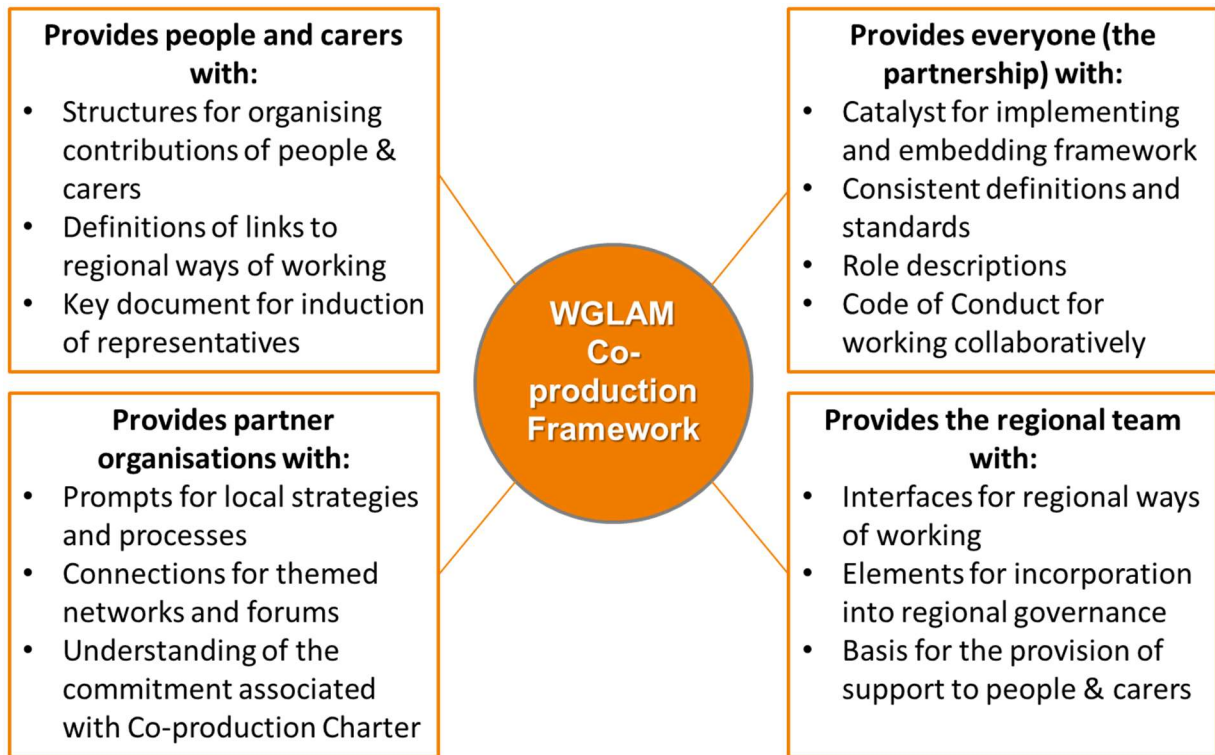 Provides people and carers
with:
• Structures for organising
contributions of people &
carers
• Definitions of links to
regional ways of working
• Key document for induction
of representatives
Provides everyone (the
partnership) with:
• Catalyst for implementing
and embedding framework
• Consistent definitions and
standards
• Role descriptions
• Code of Conduct for
working collaboratively
WGLAM
Co-
production
Framework
Provides partner
organisations with:
• Prompts for local strategies
and processes
• Connections for themed
networks and forums
• Understanding of the
commitment associated
with Co-production Charter
Provides the regional team
with:
• Interfaces for regional ways
of working
• Elements for incorporation
into regional governance
• Basis for the provision of
support to people & carers